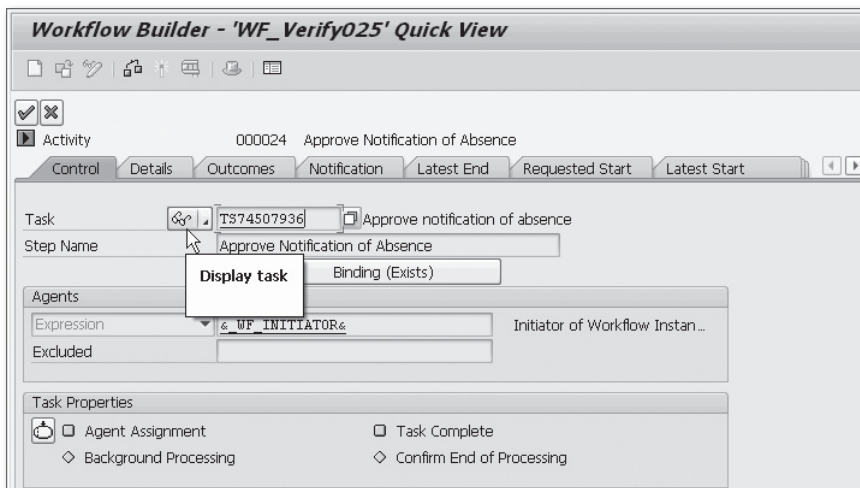 Workflow Builder - 'WF_Verify025' Quick View
Activity 000024 Approve Notification of Absence
Control Details Outcomes Notification Latest End Requested Start Latest Start
Task TS74507936 Approve notification of absence
Step Name Approve Notification of Absence
Display task
Binding (Exists)
Agents
Expression &_WF_INITIATOR& Initiator of Workflow Instan...
Excluded
Task Properties
Agent Assignment Task Complete
Background Processing Confirm End of Processing